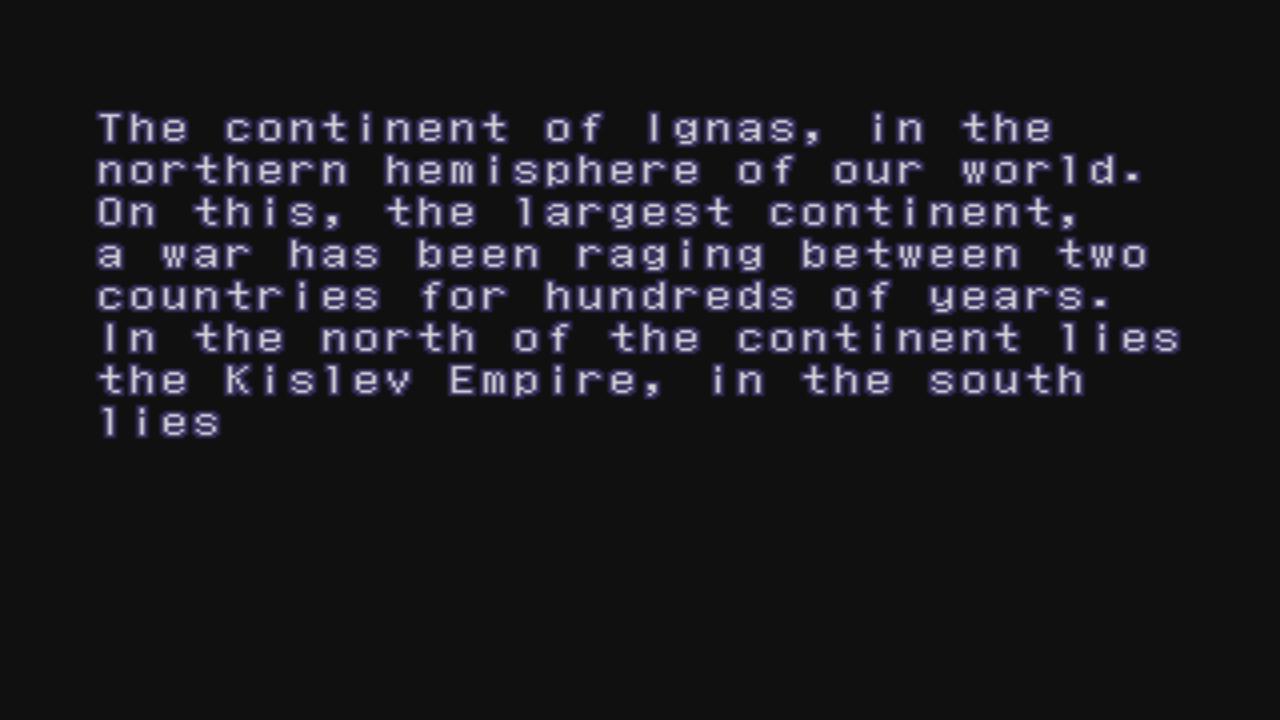 The continent of Ignas, in the
northern hemisphere of our world.
On this, the largest continent,
a war has been raging between two
countries for hundreds of years.
In the north of the continent lies
the Kislev Empire, in the south
lies